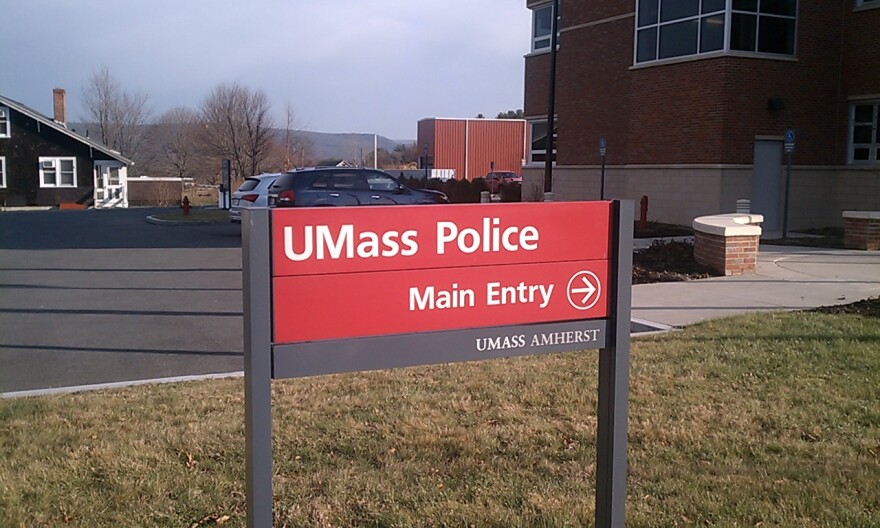 UMass Police
Main Entry
UMASS AMHERST